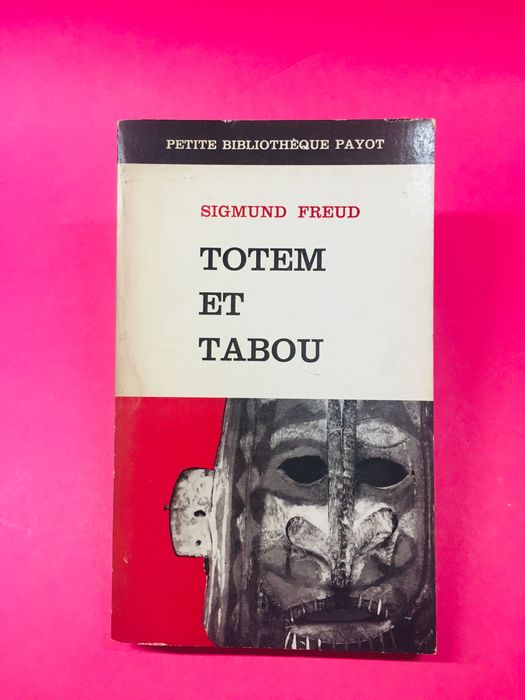 PETITE BIBLIOTHÈQUE PAYOT
SIGMUND FREUD
TOTEM
ET
TABOU